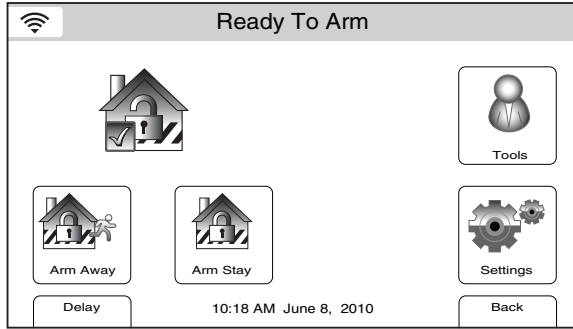 Ready To Arm
Tools
Arm Away
Arm Stay
Settings
Delay
10:18 AM June 8, 2010
Back